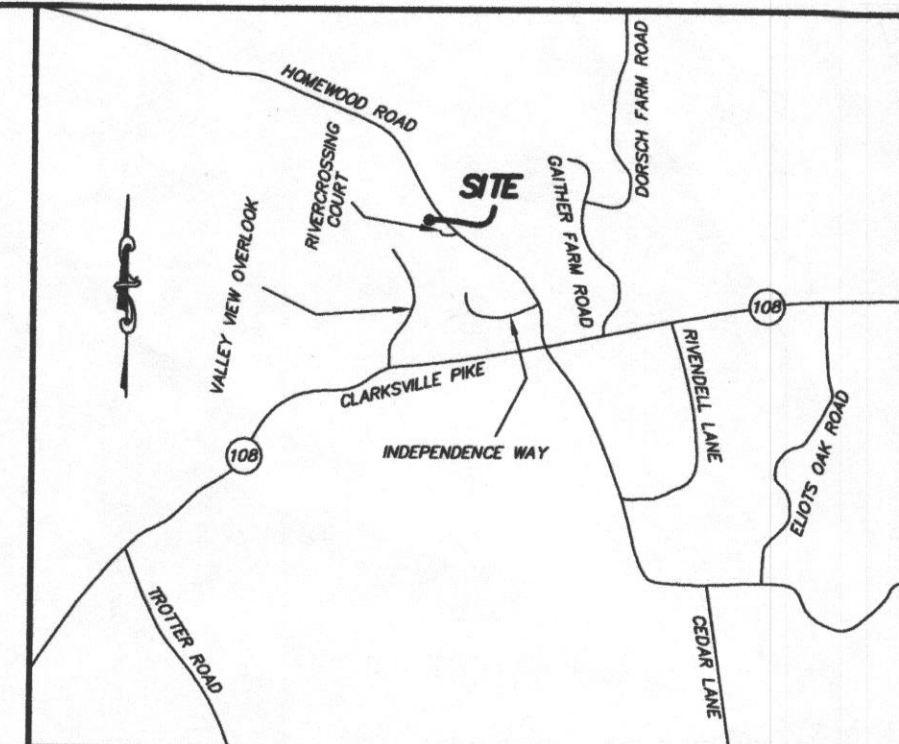 HOMEWOOD ROAD
DORSCH FARM ROAD
RIVERCROSSING
COURT
SITE
GAITHER FARM ROAD
VALLEY VIEW OVERLOOK
108
CLARKSVILLE PIKE
RIVENDELL LANE
INDEPENDENCE WAY
108
ELIOTS OAK ROAD
TROTTER ROAD
CEDAR LANE